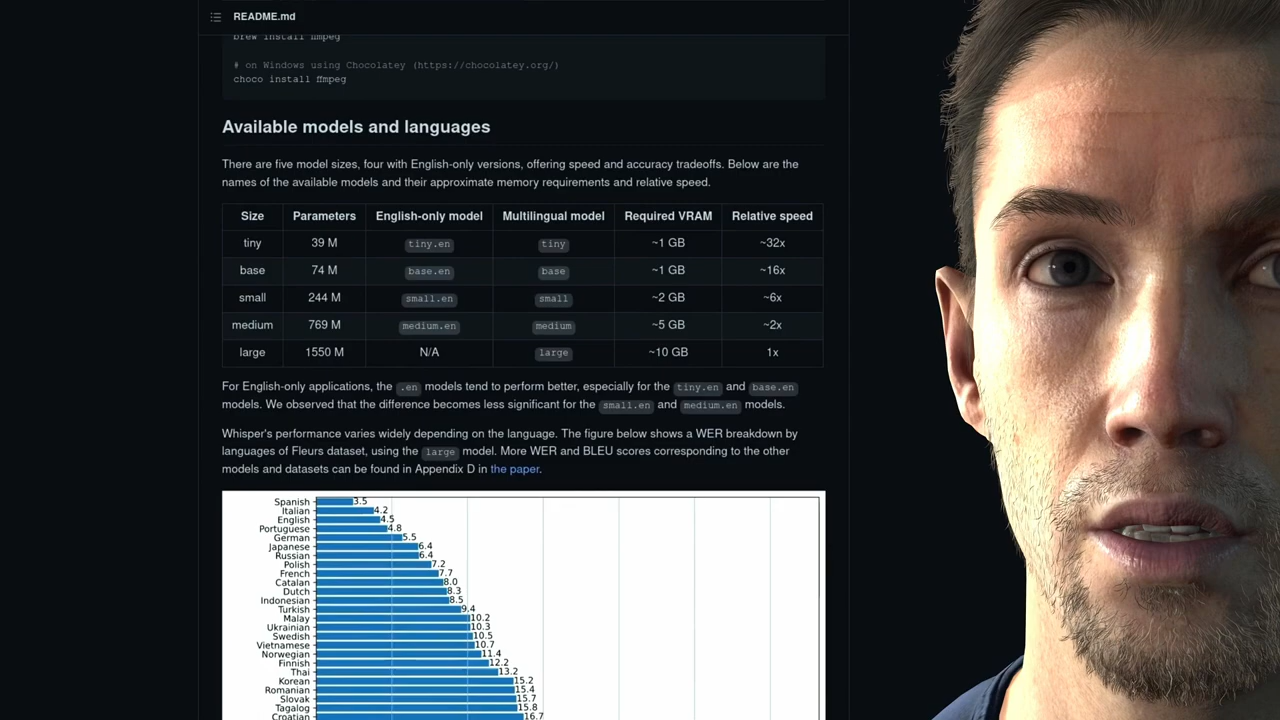 README.md
brew install ffmpeg
# on Windows using Chocolatey (https://chocolatey.org/)
choco install ffmpeg
Available models and languages
There are five model sizes, four with English-only versions, offering speed and accuracy tradeoffs. Below are the
names of the available models and their approximate memory requirements and relative speed.
Size Parameters English-only model Multilingual model Required VRAM Relative speed
tiny 39 M tiny.en tiny ~1 GB ~32x
base 74 M base.en base ~1 GB ~16x
small 244 M small.en small ~2 GB ~6x
medium 769 M medium.en medium ~5 GB ~2x
large 1550 M N/A large ~10 GB 1x
For English-only applications, the .en models tend to perform better, especially for the tiny.en and base.en
models. We observed that the difference becomes less significant for the small.en and medium.en models.
Whisper's performance varies widely depending on the language. The figure below shows a WER breakdown by
languages of Fleurs dataset, using the large model. More WER and BLEU scores corresponding to the other
models and datasets can be found in Appendix D in the paper.
Spanish 3.5
Italian 4.2
English 4.5
Portuguese 4.8
German 5.5
Japanese 6.4
Russian 6.4
Polish 7.2
French 7.7
Catalan 8.0
Dutch 8.3
Indonesian 8.5
Turkish 9.4
Malay 10.2
Ukrainian 10.3
Swedish 10.5
Vietnamese 10.7
Norwegian 11.4
Finnish 12.2
Thai 13.2
Korean 15.2
Romanian 15.4
Slovak 15.7
Tagalog 15.8
Croatian 16.7